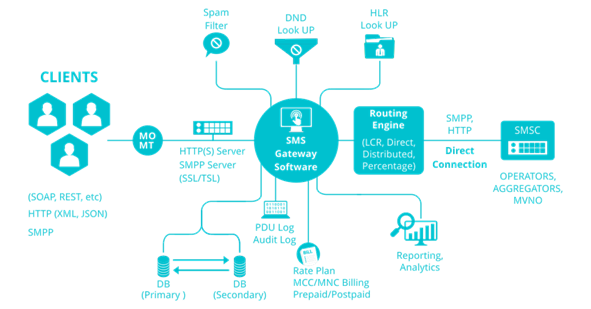 Spam
Filter
DND
Look UP
HLR
Look UP
CLIENTS
MO
MT
HTTP(S) Server
SMPP Server
(SSL/TSL)
SMS
Gateway
Software
Routing
Engine
(LCR, Direct,
Distributed,
Percentage)
SMPP,
HTTP
Direct
Connection
SMSC
OPERATORS,
AGGREGATORS,
MVNO
(SOAP, REST, etc)
HTTP (XML, JSON)
SMPP
PDU Log
Audit Log
BILL
Rate Plan
MCC/MNC Billing
Prepaid/Postpaid
Reporting,
Analytics
DB
(Primary )
DB
(Secondary)